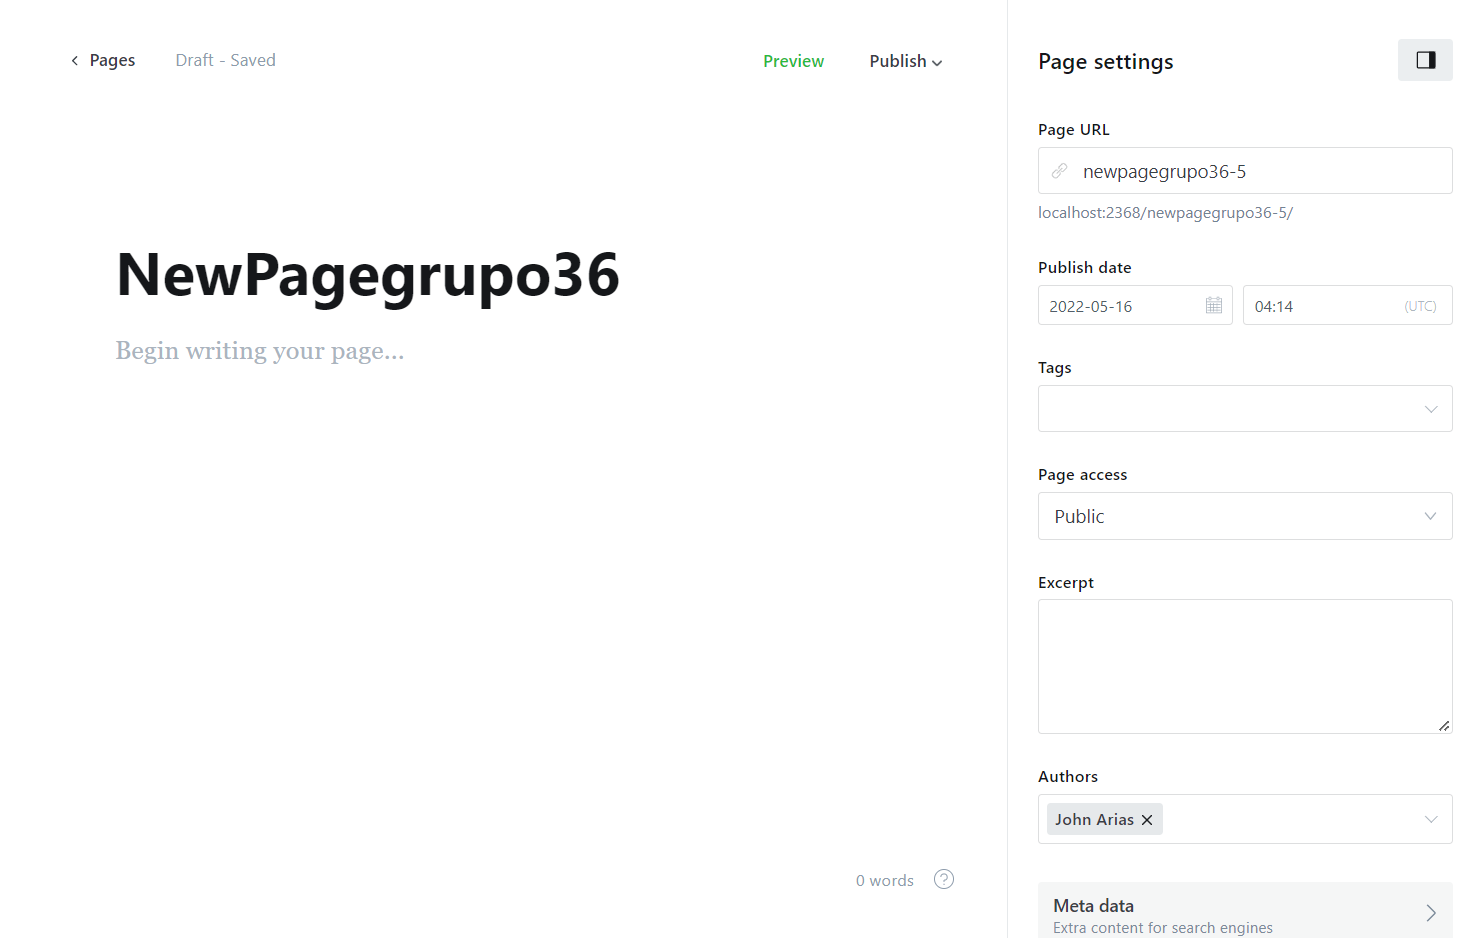 Pages
Draft - Saved
Preview
Publish
NewPagegrupo36
Begin writing your page...
0 words
?
Page settings
Page URL
newpagegrupo36-5
localhost:2368/newpagegrupo36-5/
Publish date
2022-05-16
04:14
(UTC)
Tags
Page access
Public
Excerpt
Authors
John Arias
Meta data
Extra content for search engines